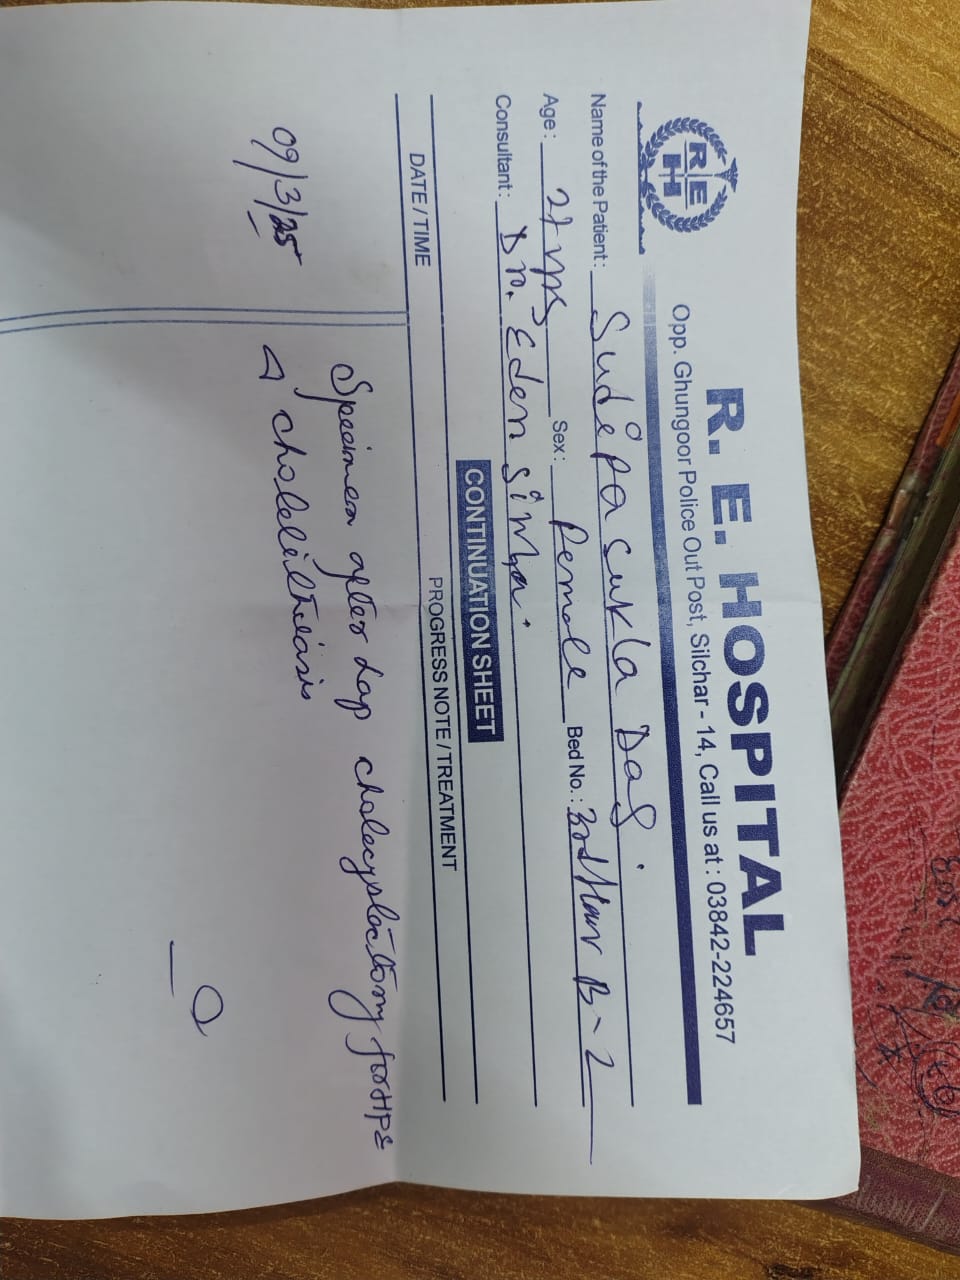 R E H
R. E. HOSPITAL
Opp. Ghungoor Police Out Post, Silchar - 14, Call us at : 03842-224657
Name of the Patient : Sudipa Sukla Das
Age : 27 yrs Sex : Female Bed No. : B-2
Consultant : Dr. Eden Sinha.
CONTINUATION SHEET
DATE / TIME PROGRESS NOTE / TREATMENT
09/3/25 Specimen after Lap cholecystectomy for HPE
Δ cholelithiasis